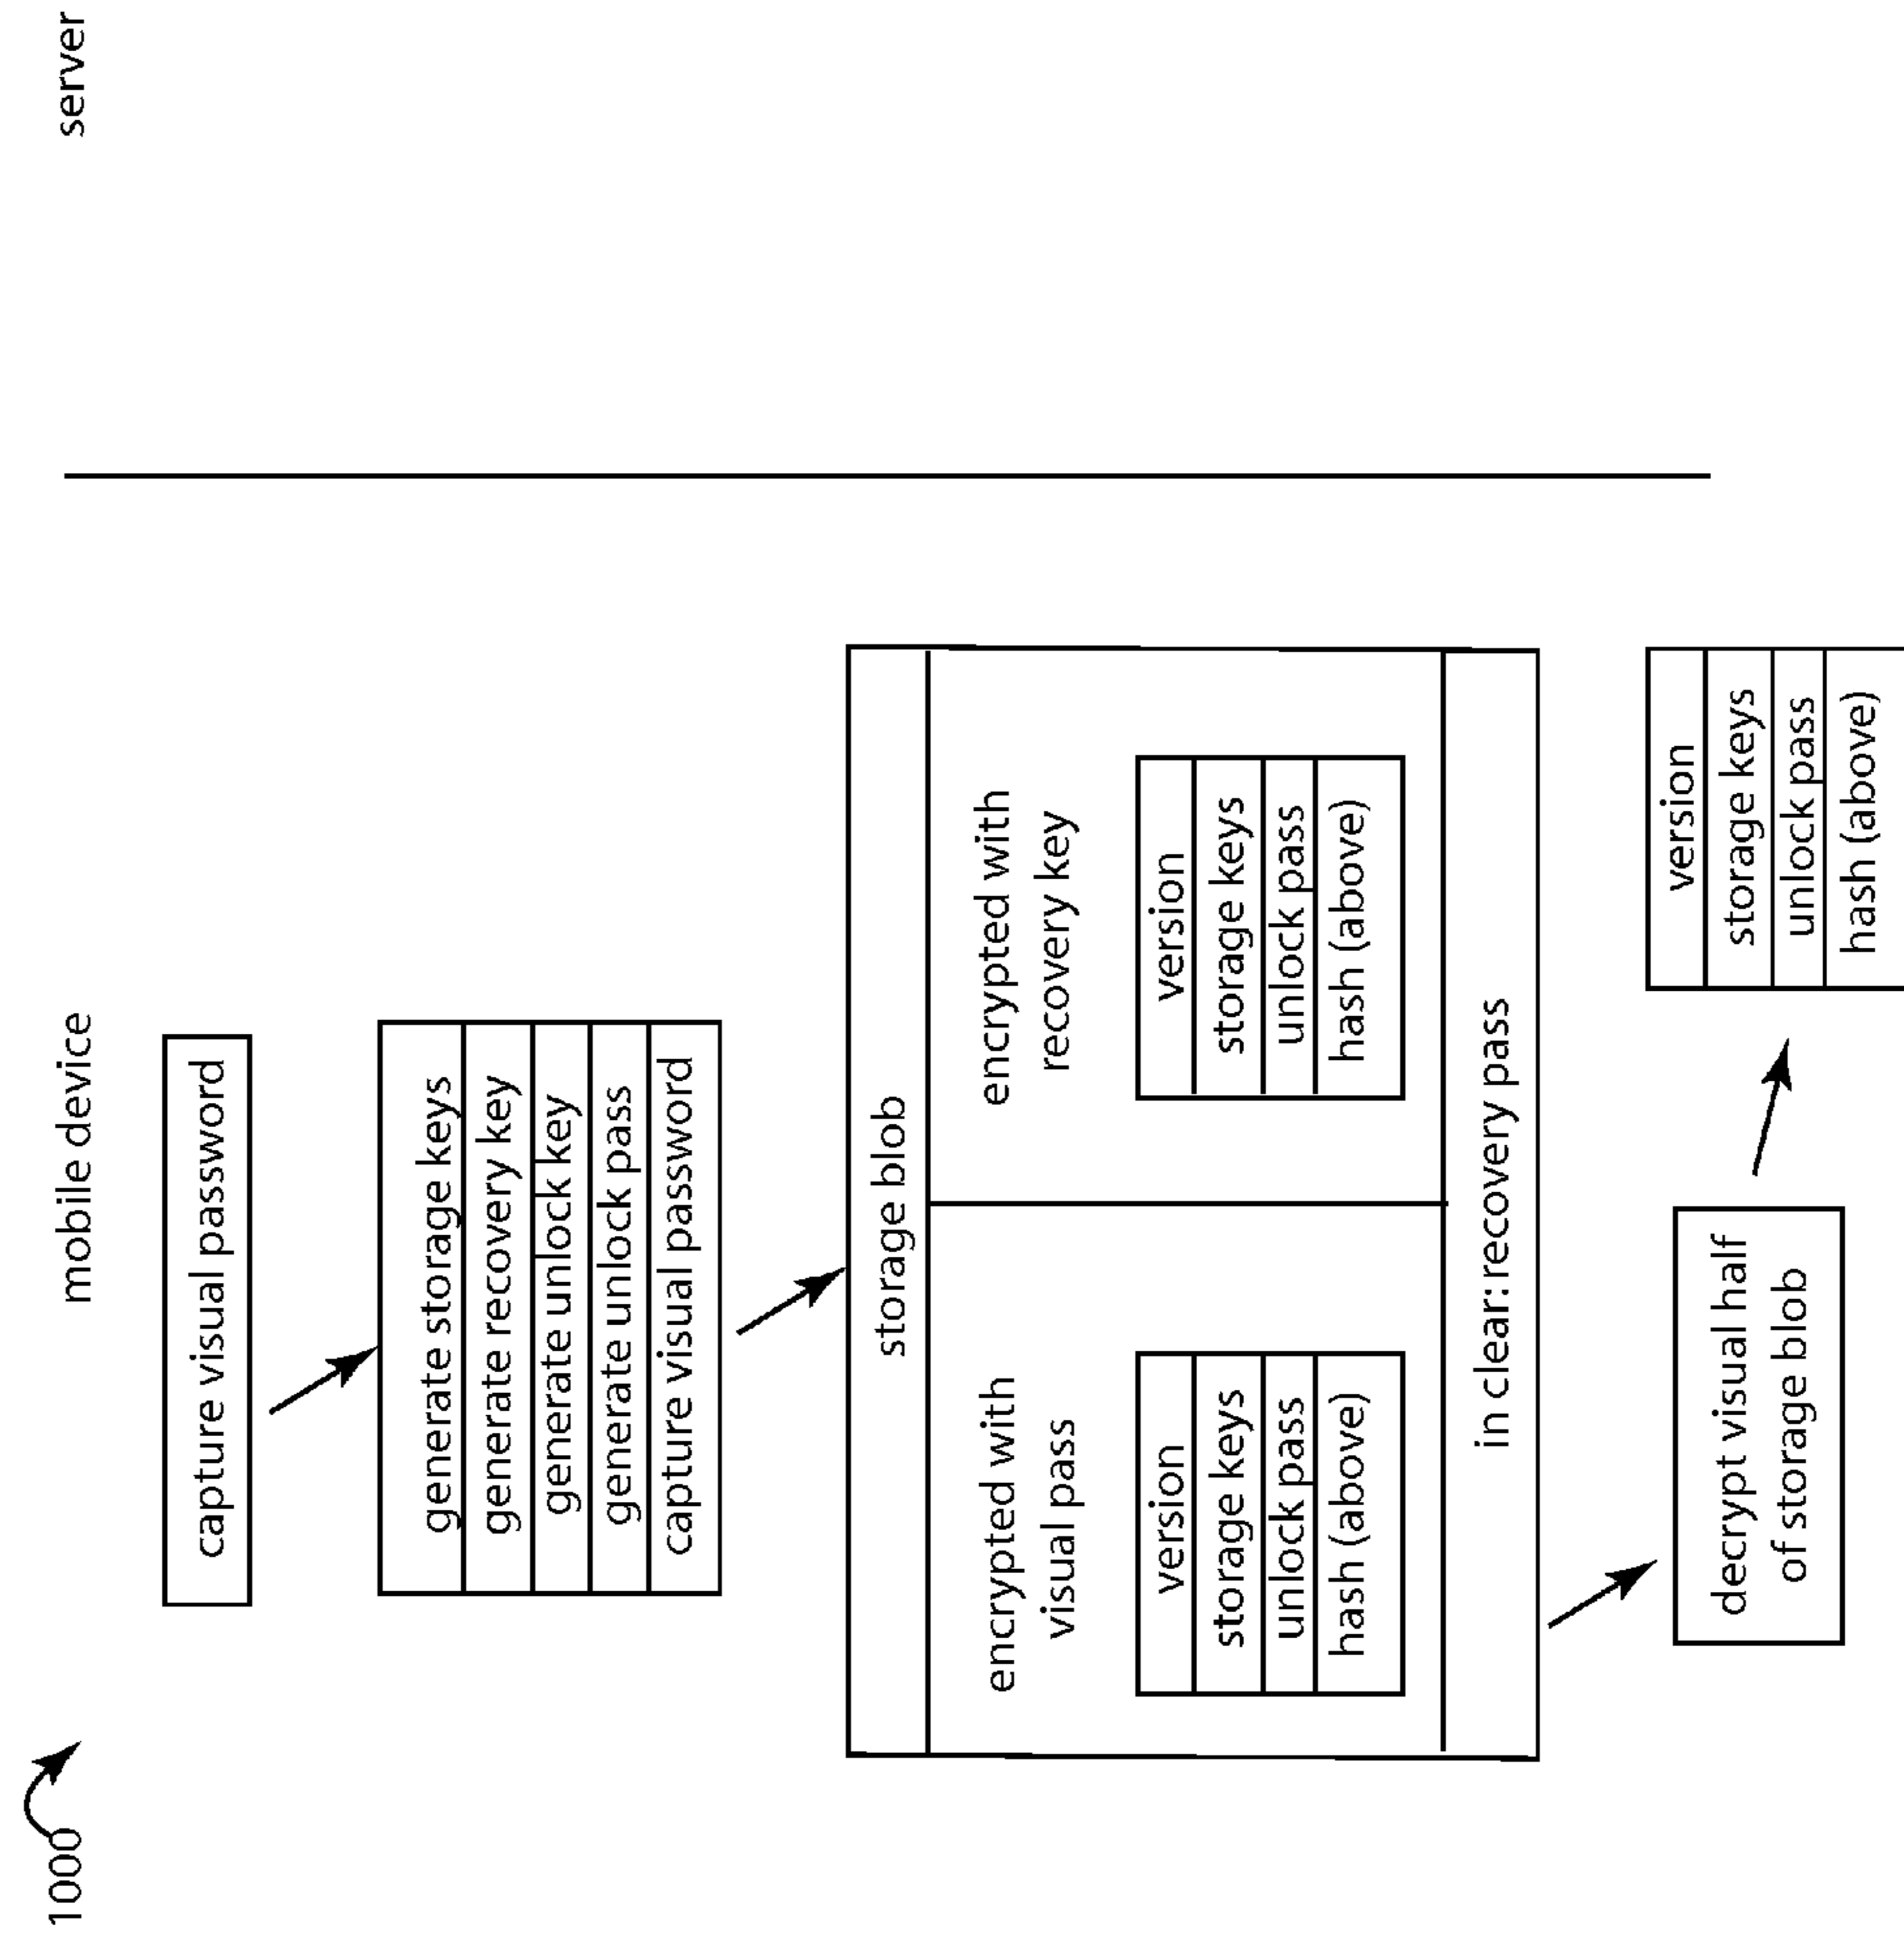 1000
mobile device
server
capture visual password
generate storage keys
generate recovery key
generate unlock key
generate unlock pass
capture visual password
storage blob
encrypted with
visual pass
version
storage keys
unlock pass
hash (above)
encrypted with
recovery key
version
storage keys
unlock pass
hash (above)
in clear: recovery pass
decrypt visual half
of storage blob
version
storage keys
unlock pass
hash (above)